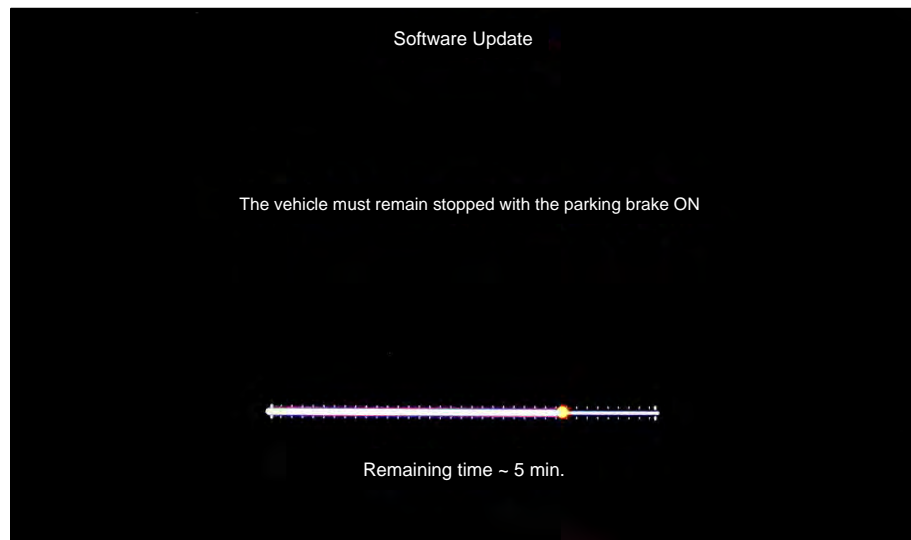 Software Update
The vehicle must remain stopped with the parking brake ON
Remaining time ~ 5 min.